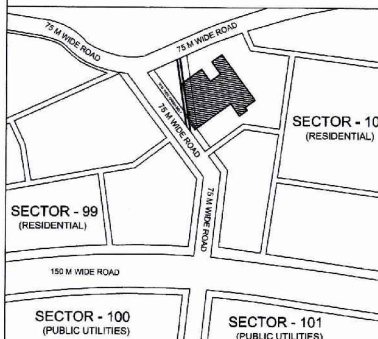 75 M WIDE ROAD
75 M WIDE ROAD
75 M WIDE ROAD
SECTOR - 10
(RESIDENTIAL)
SECTOR - 99
(RESIDENTIAL)
75 M WIDE ROAD
150 M WIDE ROAD
SECTOR - 100
(PUBLIC UTILITIES)
SECTOR - 101
(PUBLIC UTILITIES)